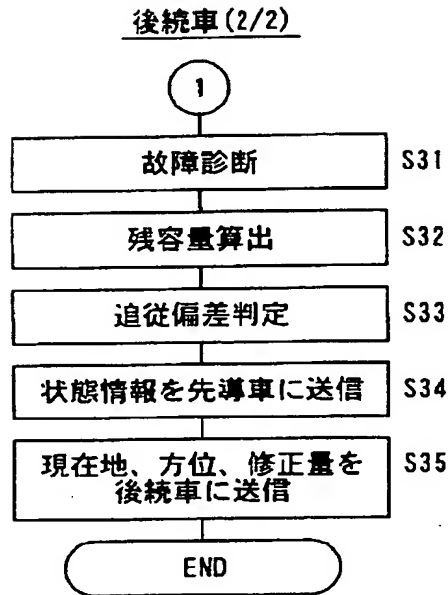 後続車(2/2)
1
故障診断 S31
残容量算出 S32
追従偏差判定 S33
状態情報を先導車に送信 S34
現在地、方位、修正量を S35
後続車に送信
END